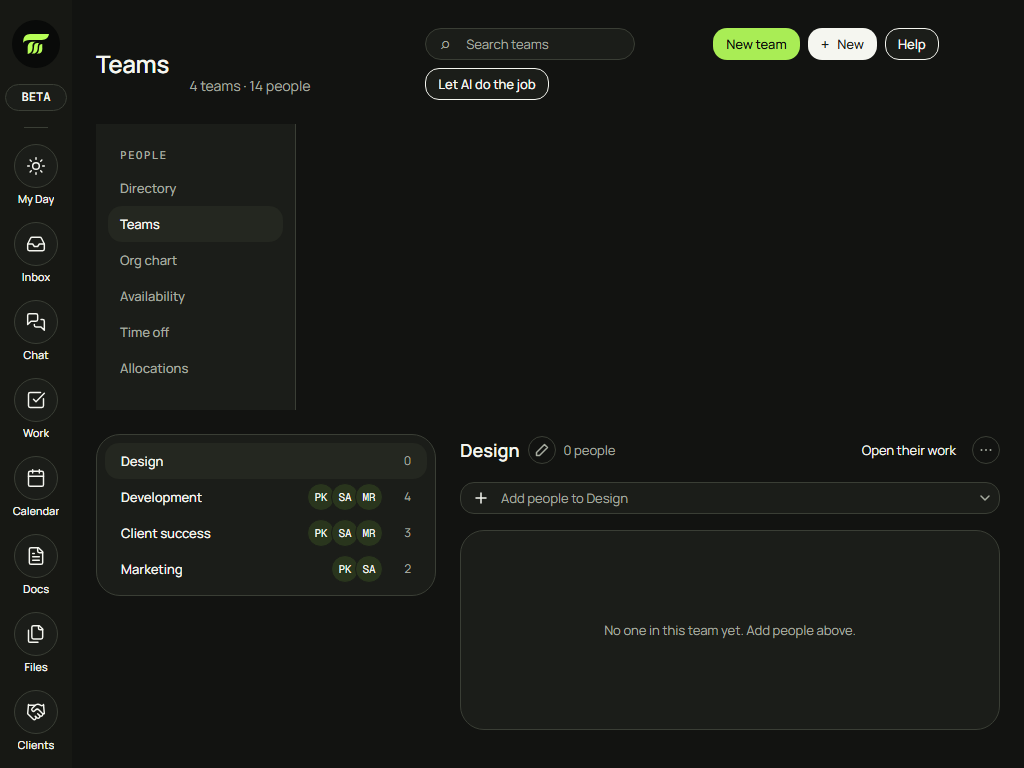 Teams
4 teams · 14 people
Search teams
New team
+ New
Help
Let AI do the job
BETA
My Day
Inbox
Chat
Work
Calendar
Docs
Files
Clients
PEOPLE
Directory
Teams
Org chart
Availability
Time off
Allocations
Design 0
Development PK SA MR 4
Client success PK SA MR 3
Marketing PK SA 2
Design 0 people
Open their work
Add people to Design
No one in this team yet. Add people above.